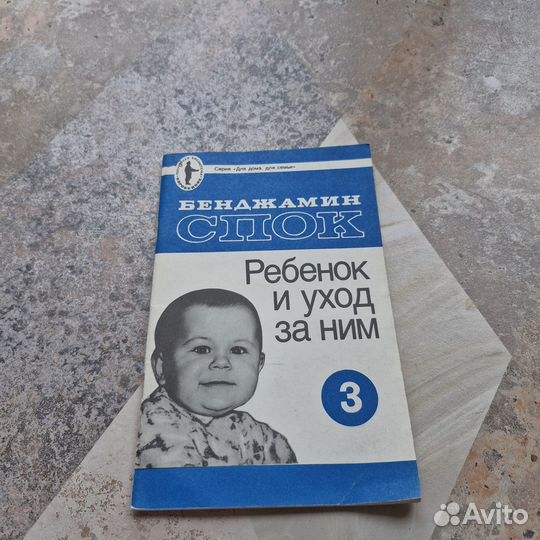 Серия «Для дома, для семьи»
БЕНДЖАМИН
СПОК
Ребенок
и уход
за ним
3
Avito